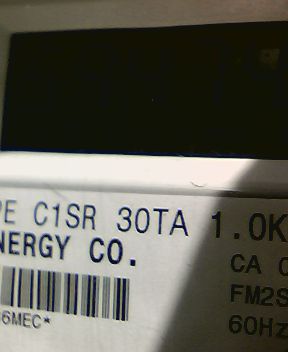 PE C1SR 30TA 1.0K
NERGY CO.
CA
FM2S
6MEC*
60Hz